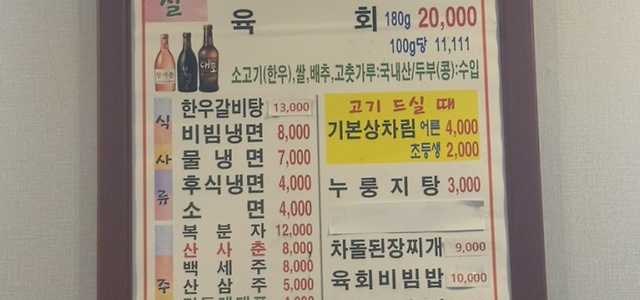 육 회 180g 20,000
100g당 11,111
소고기(한우),쌀,배추,고춧가루:국내산/두부(콩):수입
식사류
한우갈비탕 13,000
비빔냉면 8,000
물냉면 7,000
후식냉면 4,000
소면 4,000
주
복분자 12,000
산사춘 8,000
백세주 8,000
산삼주 5,000
고기 드실 때
기본상차림 어른 4,000
초등생 2,000
누룽지탕 3,000
차돌된장찌개 9,000
육회비빔밥 10,000